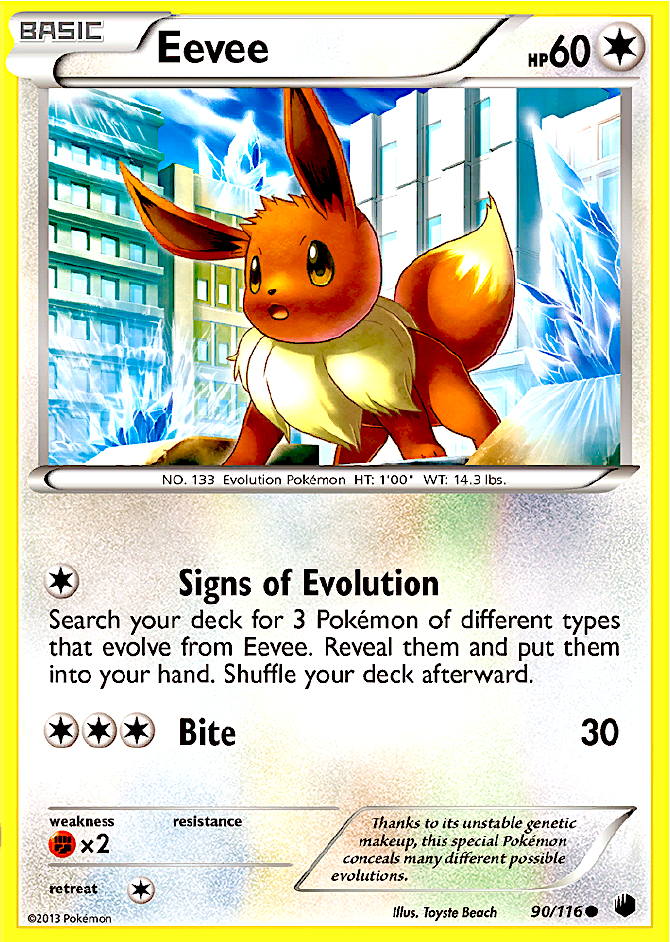 BASIC
Eevee
HP60
NO. 133 Evolution Pokémon HT: 1'00" WT: 14.3 lbs.
Signs of Evolution
Search your deck for 3 Pokémon of different types
that evolve from Eevee. Reveal them and put them
into your hand. Shuffle your deck afterward.
Bite 30
weakness resistance
×2
retreat
Thanks to its unstable genetic
makeup, this special Pokémon
conceals many different possible
evolutions.
©2013 Pokémon
Illus. Toyste Beach 90/116